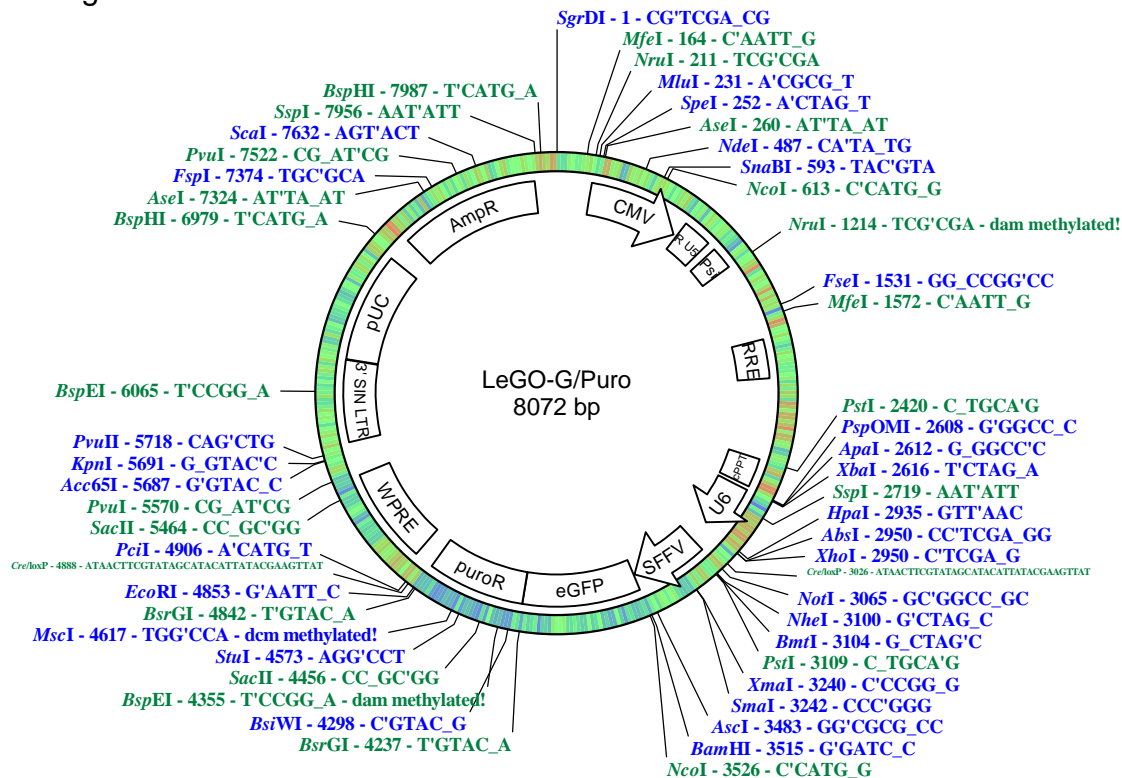 SgrDI - 1 - CG'TCGA_CG
MfeI - 164 - C'AATT_G
NruI - 211 - TCG'CGA
MluI - 231 - A'CGCG_T
SpeI - 252 - A'CTAG_T
AseI - 260 - AT'TA_AT
NdeI - 487 - CA'TA_TG
SnaBI - 593 - TAC'GTA
NcoI - 613 - C'CATG_G
NruI - 1214 - TCG'CGA - dam methylated!
FseI - 1531 - GG_CCGG'CC
MfeI - 1572 - C'AATT_G
PstI - 2420 - C_TGCA'G
PspOMI - 2608 - G'GGCC_C
ApaI - 2612 - G_GGCC'C
XbaI - 2616 - T'CTAG_A
SspI - 2719 - AAT'ATT
HpaI - 2935 - GTT'AAC
AbsI - 2950 - CC'TCGA_GG
XhoI - 2950 - C'TCGA_G
Cre/loxP - 3026 - ATAACTTCGTATAGCATACATTATACGAAGTTAT
NotI - 3065 - GC'GGCC_GC
NheI - 3100 - G'CTAG_C
BmtI - 3104 - G_CTAG'C
PstI - 3109 - C_TGCA'G
XmaI - 3240 - C'CCGG_G
SmaI - 3242 - CCC'GGG
AscI - 3483 - GG'CGCG_CC
BamHI - 3515 - G'GATC_C
NcoI - 3526 - C'CATG_G
BsrGI - 4237 - T'GTAC_A
BsiWI - 4298 - C'GTAC_G
BspEI - 4355 - T'CCGG_A - dam methylated!
SacII - 4456 - CC_GC'GG
StuI - 4573 - AGG'CCT
MscI - 4617 - TGG'CCA - dcm methylated!
BsrGI - 4842 - T'GTAC_A
EcoRI - 4853 - G'AATT_C
Cre/loxP - 4888 - ATAACTTCGTATAGCATACATTATACGAAGTTAT
PciI - 4906 - A'CATG_T
SacII - 5464 - CC_GC'GG
PvuI - 5570 - CG_AT'CG
Acc65I - 5687 - G'GTAC_C
KpnI - 5691 - G_GTAC'C
PvuII - 5718 - CAG'CTG
BspEI - 6065 - T'CCGG_A
BspHI - 6979 - T'CATG_A
AseI - 7324 - AT'TA_AT
FspI - 7374 - TGC'GCA
PvuI - 7522 - CG_AT'CG
ScaI - 7632 - AGT'ACT
SspI - 7956 - AAT'ATT
BspHI - 7987 - T'CATG_A
CMV
R U5
Psi
RRE
cPPT
U6
SFFV
eGFP
puroR
WPRE
3' SIN LTR
pUC
AmpR
LeGO-G/Puro
8072 bp